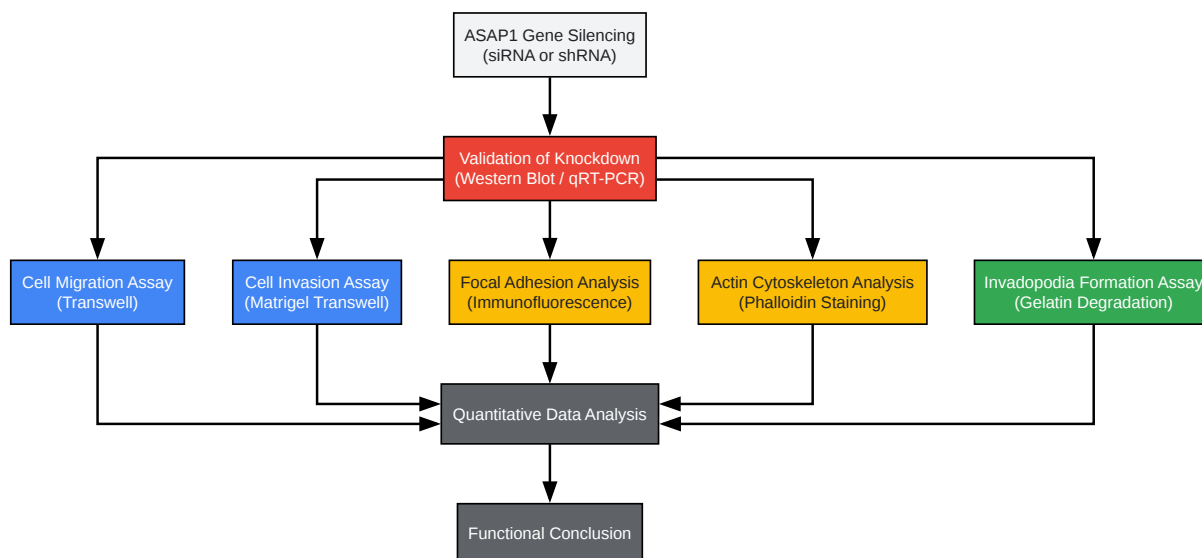 ASAP1 Gene Silencing
(siRNA or shRNA)
Validation of Knockdown
(Western Blot / qRT-PCR)
Cell Migration Assay
(Transwell)
Cell Invasion Assay
(Matrigel Transwell)
Focal Adhesion Analysis
(Immunofluorescence)
Actin Cytoskeleton Analysis
(Phalloidin Staining)
Invadopodia Formation Assay
(Gelatin Degradation)
Quantitative Data Analysis
Functional Conclusion